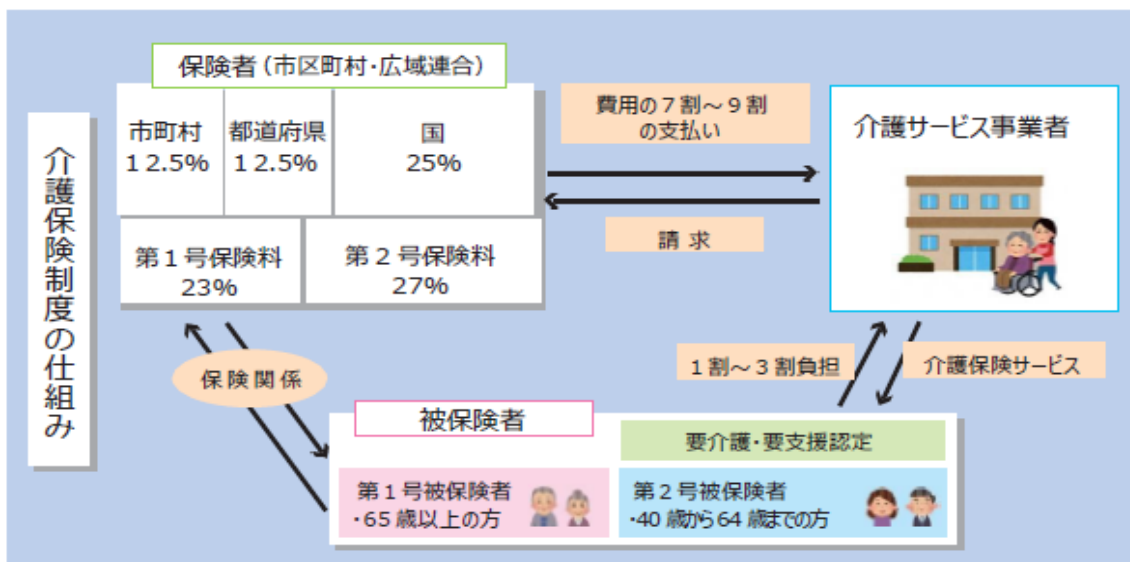 介護保険制度の仕組み
保険者（市区町村・広域連合）
市町村
12.5%
都道府県
12.5%
国
25%
第１号保険料
23%
第２号保険料
27%
費用の７割～９割
の支払い
請求
介護サービス事業者
保険関係
１割～３割負担
介護保険サービス
被保険者
要介護・要支援認定
第１号被保険者
・65歳以上の方
第２号被保険者
・40歳から64歳までの方